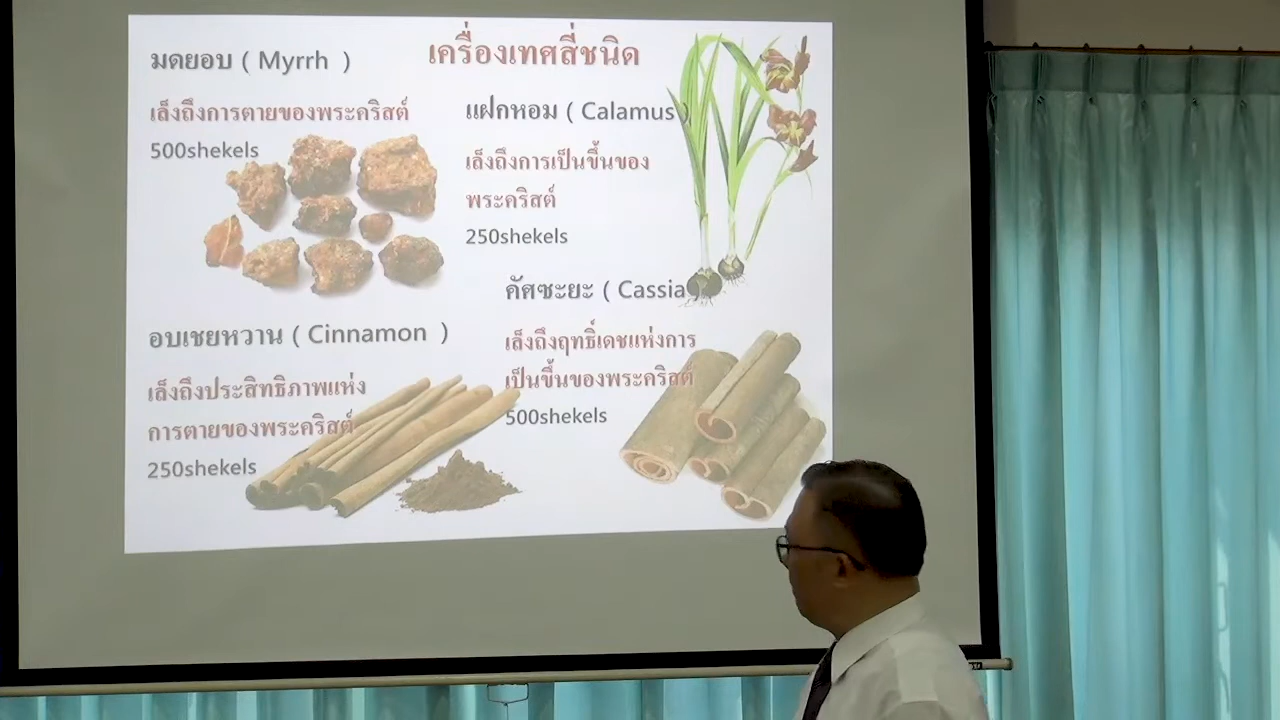 เครื่องเทศสี่ชนิด
มดยอบ ( Myrrh )
เล็งถึงการตายของพระคริสต์
500shekels
แฝกหอม ( Calamus )
เล็งถึงการเป็นขึ้นของ
พระคริสต์
250shekels
อบเชยหวาน ( Cinnamon )
เล็งถึงประสิทธิภาพแห่ง
การตายของพระคริสต์
250shekels
คัศซะยะ ( Cassia
เล็งถึงฤทธิ์เดชแห่งการ
เป็นขึ้นของพระคริสต์
500shekels